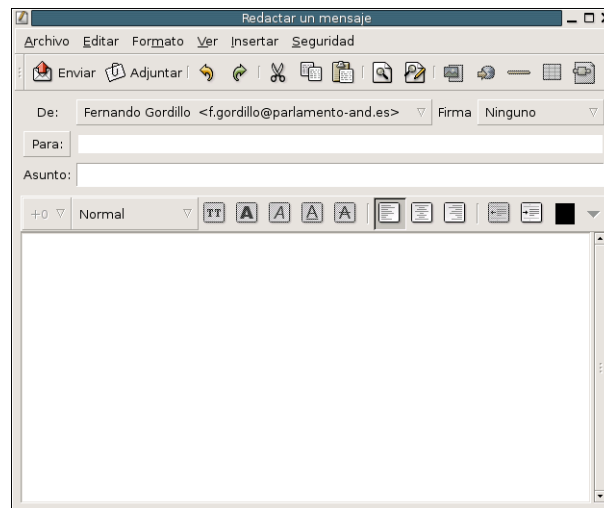 Redactar un mensaje
Archivo Editar Formato Ver Insertar Seguridad
Enviar Adjuntar
De: Fernando Gordillo <f.gordillo@parlamento-and.es> Firma Ninguno
Para:
Asunto:
+0 Normal TT A A A A